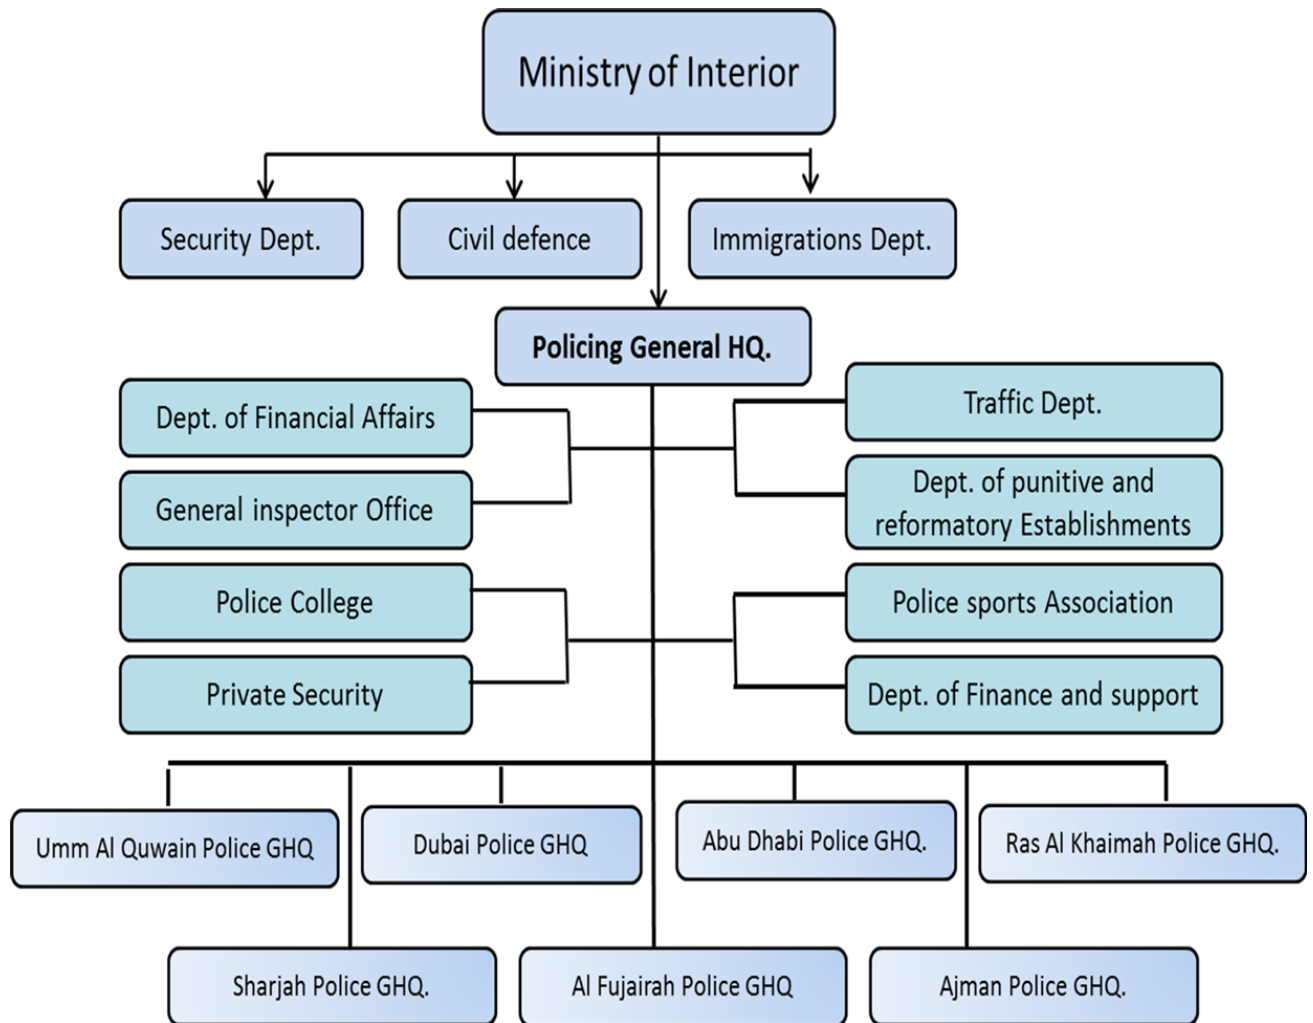 Ministry of Interior
Security Dept.
Civil defence
Immigrations Dept.
Policing General HQ.
Dept. of Financial Affairs
Traffic Dept.
General inspector Office
Dept. of punitive and
reformatory Establishments
Police College
Police sports Association
Private Security
Dept. of Finance and support
Umm Al Quwain Police GHQ
Dubai Police GHQ
Abu Dhabi Police GHQ.
Ras Al Khaimah Police GHQ.
Sharjah Police GHQ.
Al Fujairah Police GHQ
Ajman Police GHQ.